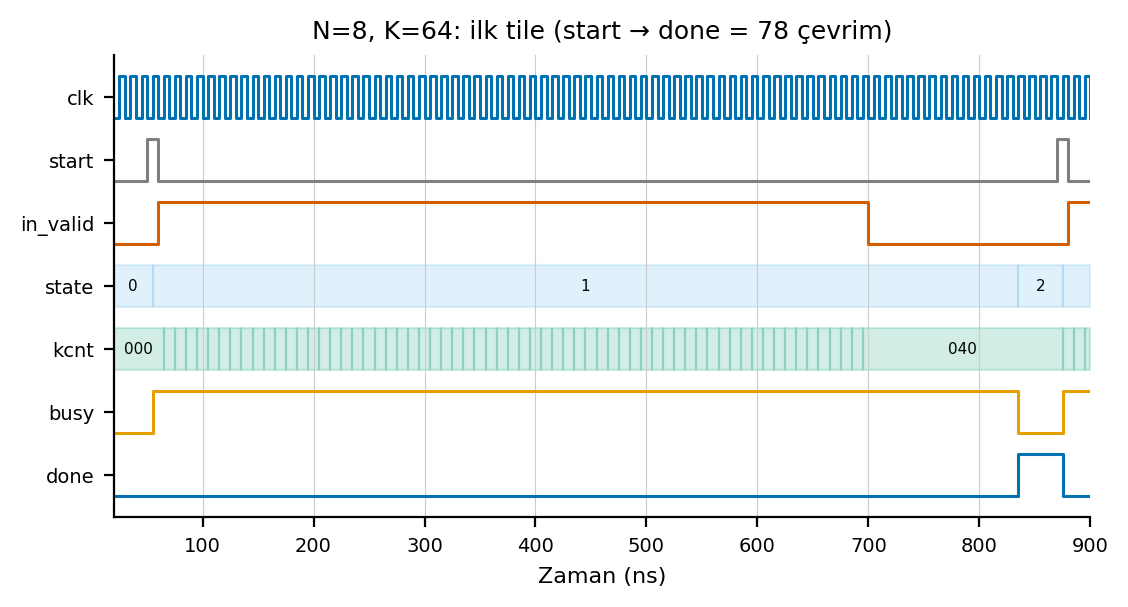 N=8, K=64: ilk tile (start → done = 78 çevrim)
clk
start
in_valid
state
0
1
2
kcnt
000
040
busy
done
100 200 300 400 500 600 700 800 900
Zaman (ns)